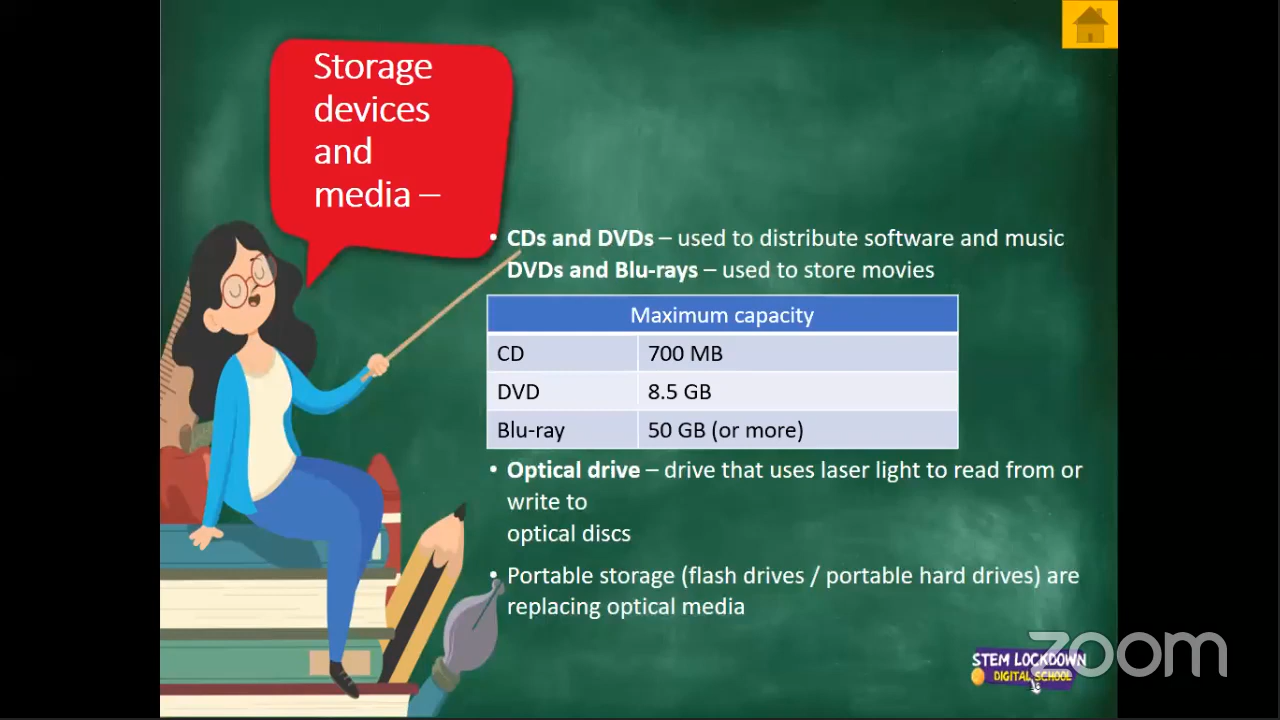 Storage
devices
and
media –
• CDs and DVDs – used to distribute software and music
DVDs and Blu-rays – used to store movies
Maximum capacity
CD 700 MB
DVD 8.5 GB
Blu-ray 50 GB (or more)
• Optical drive – drive that uses laser light to read from or
write to
optical discs
• Portable storage (flash drives / portable hard drives) are
replacing optical media
zoom
STEM LOCKDOWN
DIGITAL SCHOOL